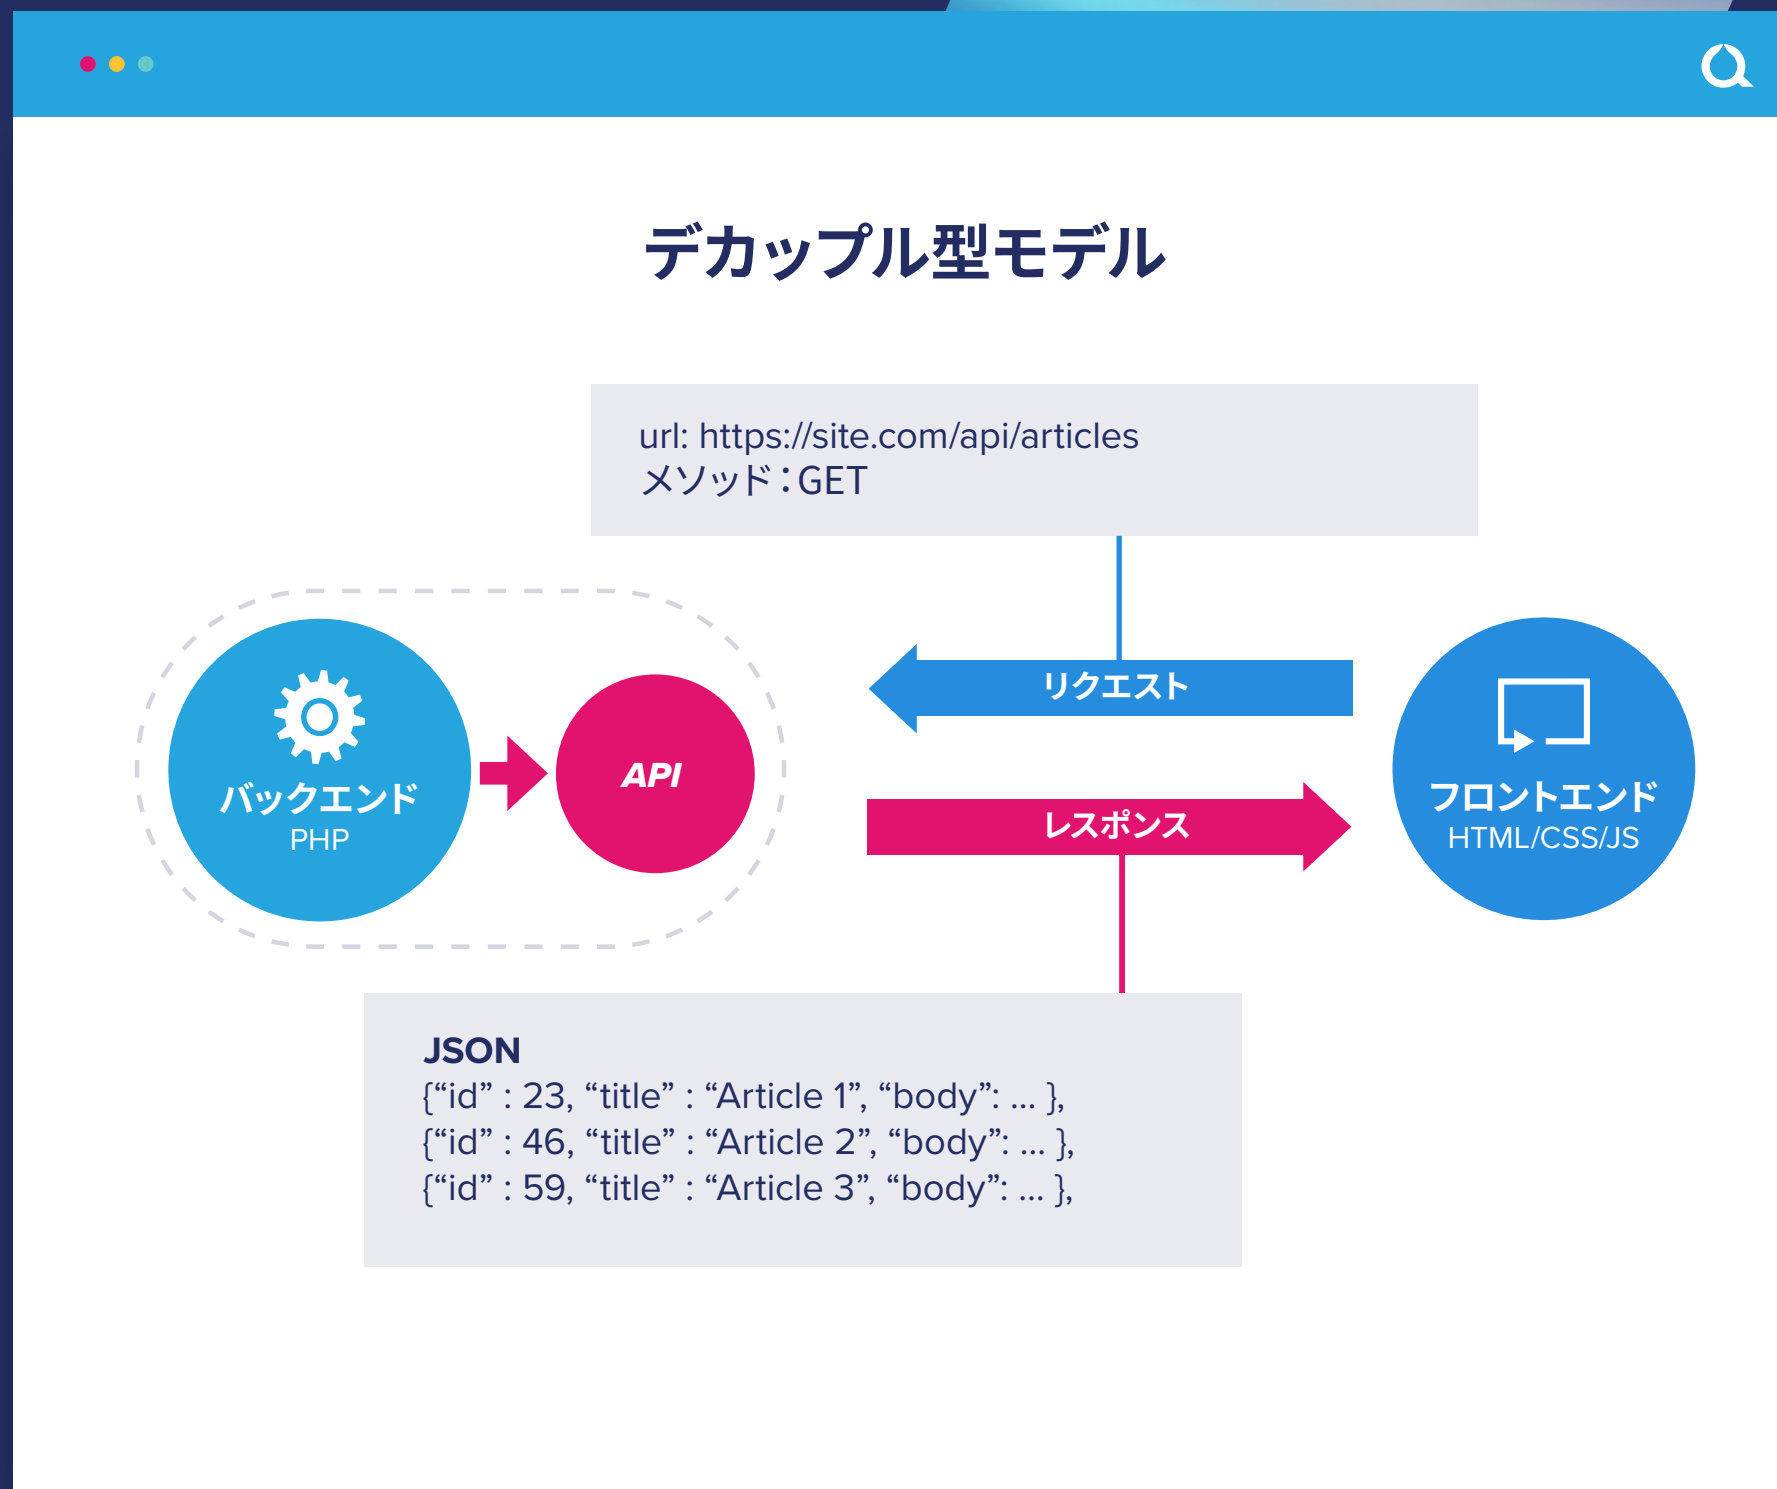 デカップル型モデル
url: https://site.com/api/articles
メソッド：GET
リクエスト
バックエンド
PHP
API
レスポンス
フロントエンド
HTML/CSS/JS
JSON
{“id” : 23, “title” : “Article 1”, “body”: ... },
{“id” : 46, “title” : “Article 2”, “body”: ... },
{“id” : 59, “title” : “Article 3”, “body”: ... },